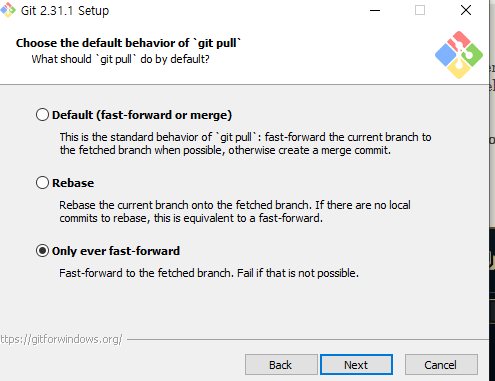 Git 2.31.1 Setup
Choose the default behavior of `git pull`
What should `git pull` do by default?
Default (fast-forward or merge)
This is the standard behavior of `git pull`: fast-forward the current branch to
the fetched branch when possible, otherwise create a merge commit.
Rebase
Rebase the current branch onto the fetched branch. If there are no local
commits to rebase, this is equivalent to a fast-forward.
Only ever fast-forward
Fast-forward to the fetched branch. Fail if that is not possible.
ttps://gitforwindows.org/
Back
Next
Cancel